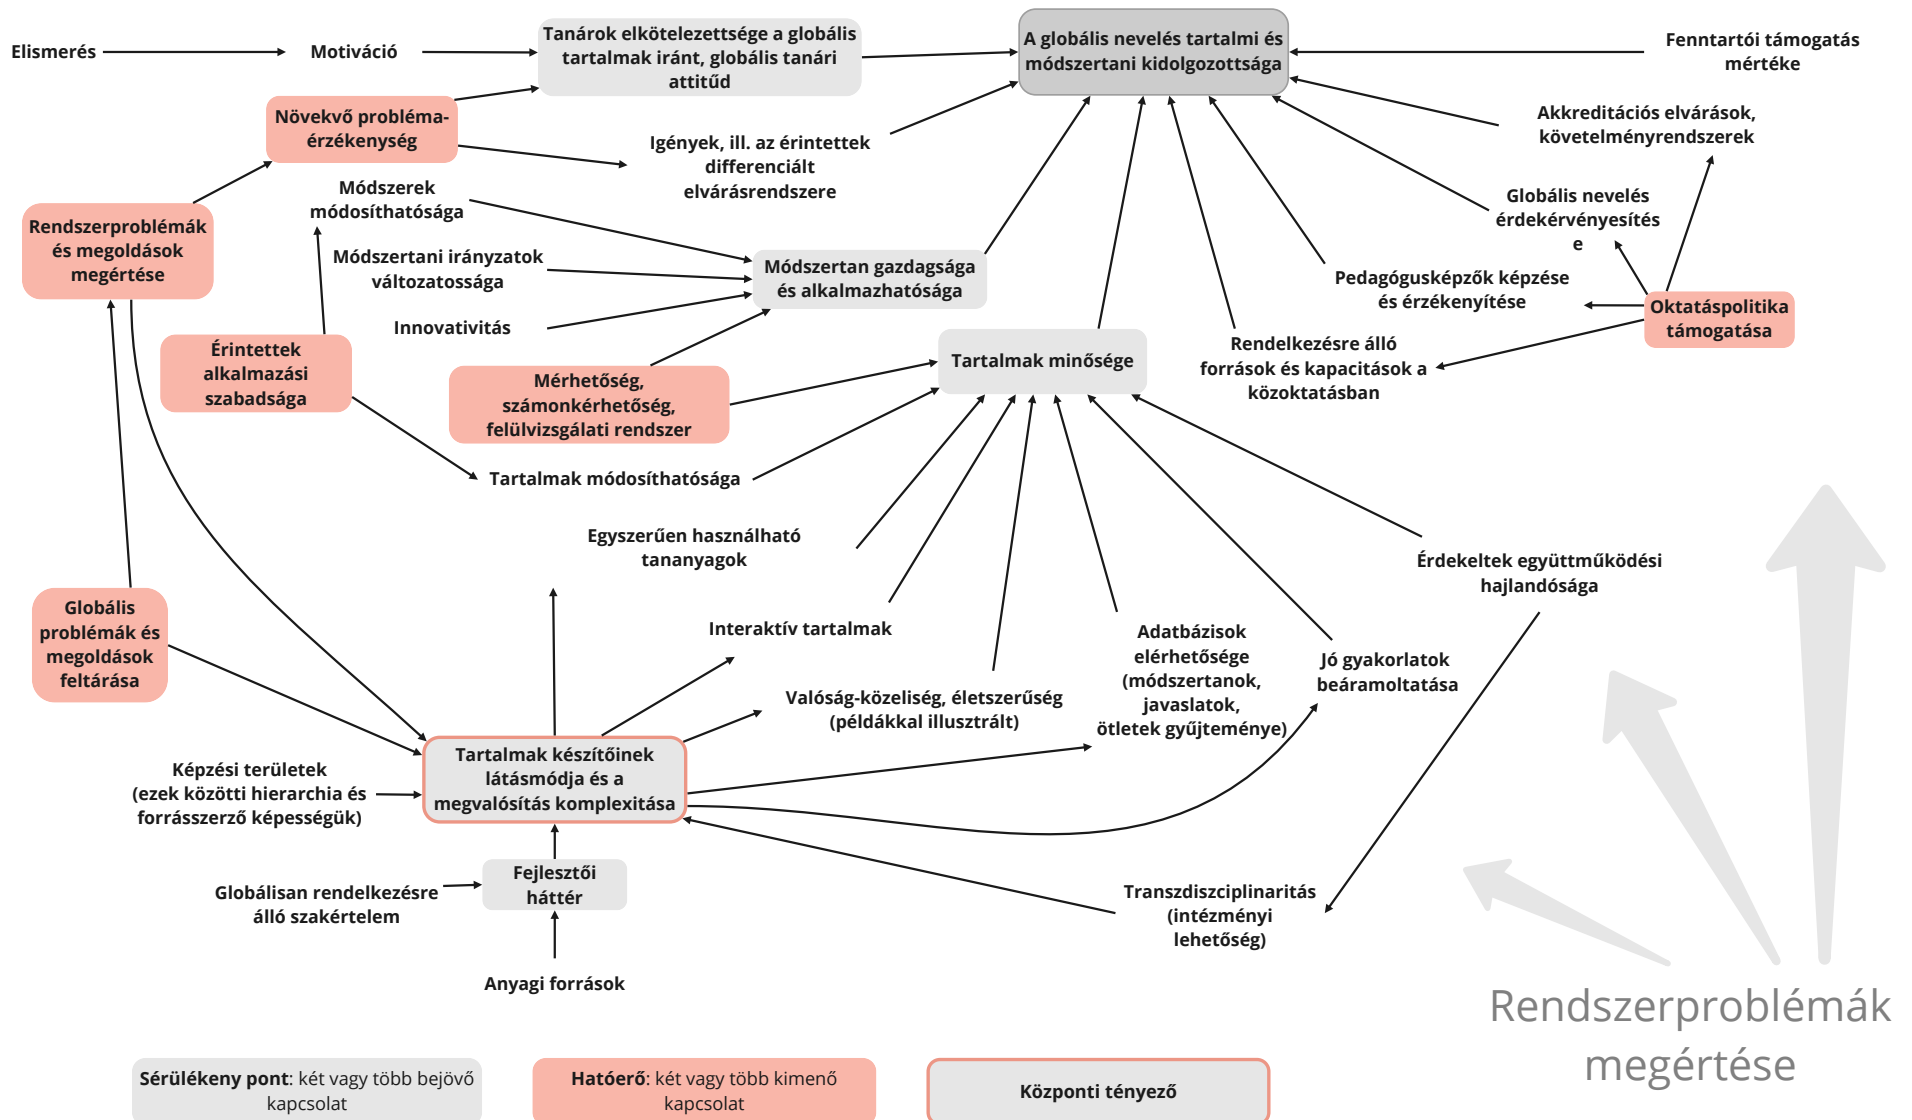 Elismerés
Motiváció
Tanárok elkötelezettsége a globális
tartalmak iránt, globális tanári
attitűd
A globális nevelés tartalmi és
módszertani kidolgozottsága
Fenntartói támogatás
mértéke
Növekvő probléma-
érzékenység
Igények, ill. az érintettek
differenciált
elvárásrendszere
Akkreditációs elvárások,
követelményrendszerek
Módszerek
módosíthatósága
Globális nevelés
érdekérvényesítés
e
Rendszerproblémák
és megoldások
megértése
Módszertani irányzatok
változatossága
Módszertan gazdagsága
és alkalmazhatósága
Pedagógusképzők képzése
és érzékenyítése
Oktatáspolitika
támogatása
Innovativitás
Érintettek
alkalmazási
szabadsága
Mérhetőség,
számonkérhetőség,
felülvizsgálati rendszer
Tartalmak minősége
Rendelkezésre álló
források és kapacitások a
közoktatásban
Tartalmak módosíthatósága
Egyszerűen használható
tananyagok
Érdekeltek együttműködési
hajlandósága
Globális
problémák és
megoldások
feltárása
Interaktív tartalmak
Adatbázisok
elérhetősége
(módszertanok,
javaslatok,
ötletek gyűjteménye)
Jó gyakorlatok
beáramoltatása
Valóság-közeliség, életszerűség
(példákkal illusztrált)
Tartalmak készítőinek
látásmódja és a
megvalósítás komplexitása
Képzési területek
(ezek közötti hierarchia és
forrásszerző képességük)
Fejlesztői
háttér
Globálisan rendelkezésre
álló szakértelem
Transzdiszciplinaritás
(intézményi
lehetőség)
Anyagi források
Rendszerproblémák
megértése
Sérülékeny pont: két vagy több bejövő
kapcsolat
Hatóerő: két vagy több kimenő
kapcsolat
Központi tényező